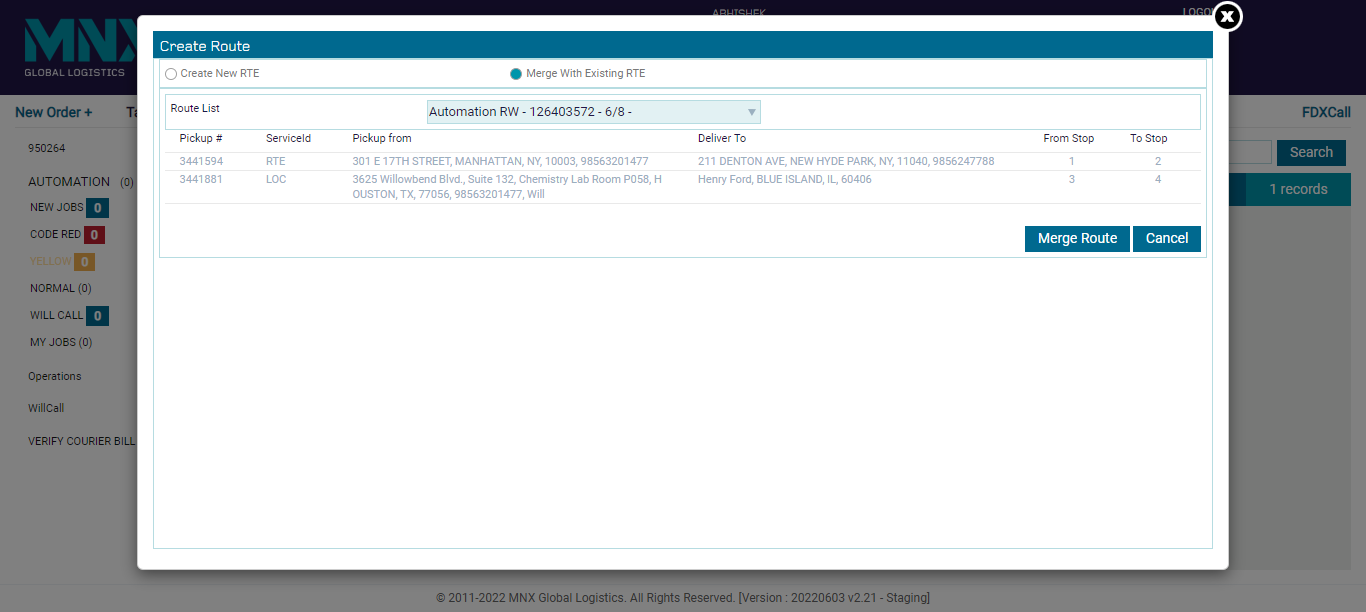 ABHISHEK
MNX
GLOBAL LOGISTICS
Create Route
Create New RTE
Merge With Existing RTE
New Order +
FDXCall
Route List
Automation RW - 126403572 - 6/8 -
Pickup # ServiceId Pickup from Deliver To From Stop To Stop
950264
3441594 RTE 301 E 17TH STREET, MANHATTAN, NY, 10003, 98563201477 211 DENTON AVE, NEW HYDE PARK, NY, 11040, 9856247788 1 2
Search
AUTOMATION (0)
3441881 LOC 3625 Willowbend Blvd., Suite 132, Chemistry Lab Room P058, H Henry Ford, BLUE ISLAND, IL, 60406 3 4
OUSTON, TX, 77056, 98563201477, Will
1 records
NEW JOBS 0
CODE RED 0
Merge Route Cancel
YELLOW 0
NORMAL (0)
WILL CALL 0
MY JOBS (0)
Operations
WillCall
VERIFY COURIER BILL
© 2011-2022 MNX Global Logistics. All Rights Reserved. [Version : 20220603 v2.21 - Staging]